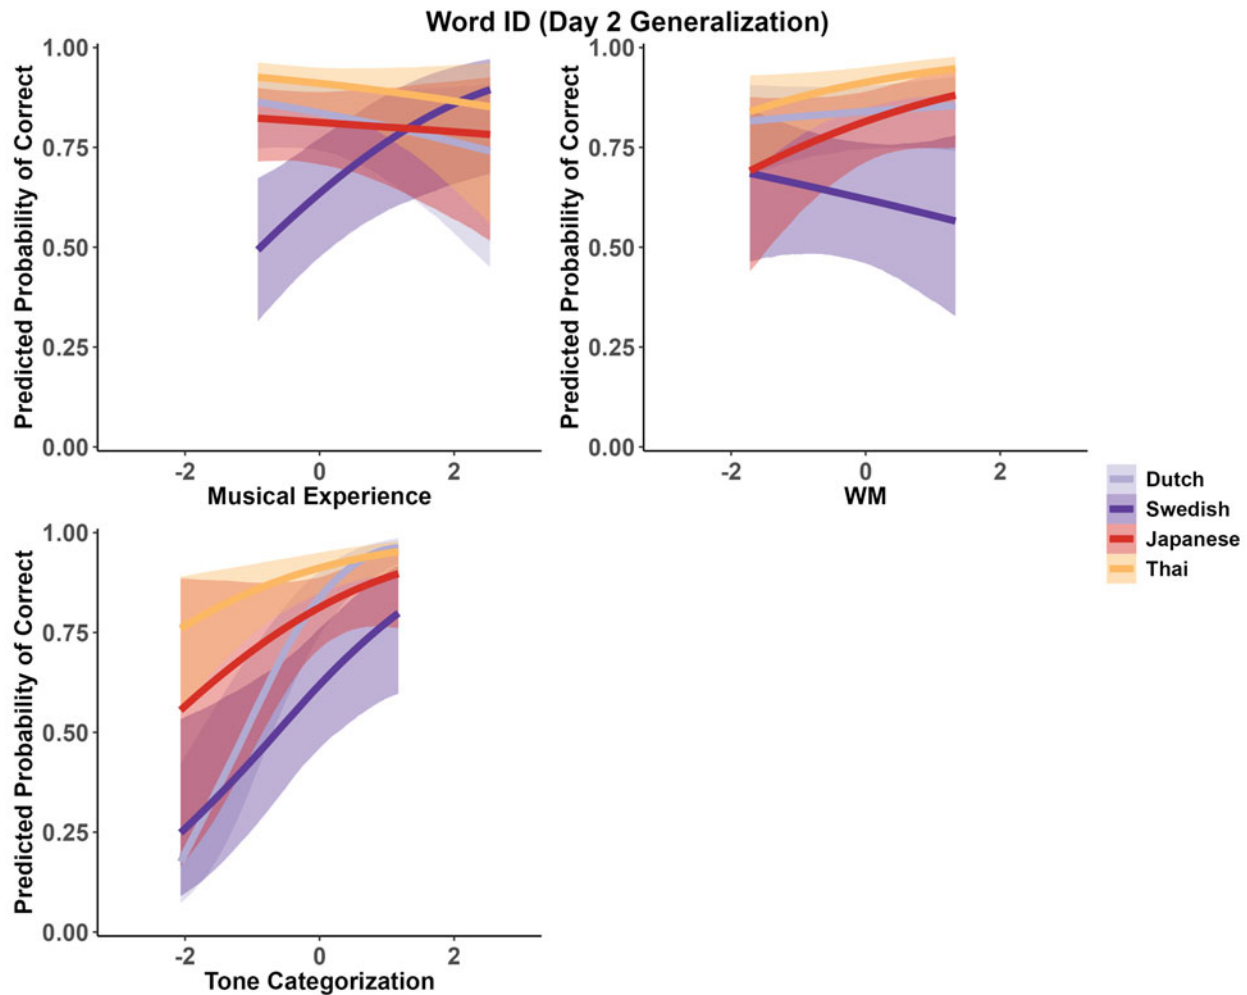 Word ID (Day 2 Generalization)
Predicted Probability of Correct
1.00
0.75
0.50
0.25
0.00
-2 0 2
Musical Experience
Predicted Probability of Correct
1.00
0.75
0.50
0.25
0.00
-2 0 2
WM
Dutch
Swedish
Japanese
Thai
Predicted Probability of Correct
1.00
0.75
0.50
0.25
0.00
-2 0 2
Tone Categorization